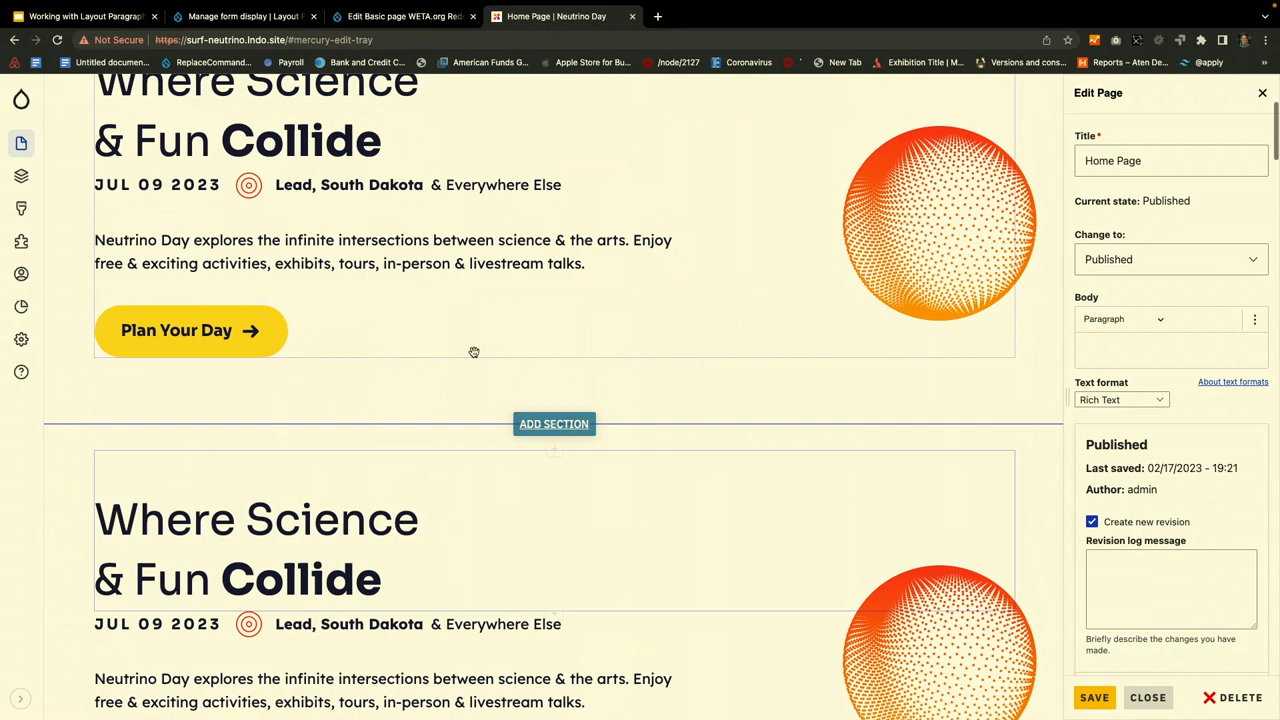 Working with Layout Paragraph
Manage form display | Layout P
Edit Basic page WETA.org Red
Home Page | Neutrino Day
Not Secure
https://surf-neutrino.lndo.site/#mercury-edit-tray
Untitled documen...
ReplaceCommand...
Payroll
Bank and Credit C...
American Funds G...
Apple Store for Bu...
/node/2127
Coronavirus
New Tab
Exhibition Title | M...
Versions and cons...
Reports – Aten De...
@apply
Where Science
& Fun Collide
JUL 09 2023 Lead, South Dakota & Everywhere Else
Neutrino Day explores the infinite intersections between science & the arts. Enjoy
free & exciting activities, exhibits, tours, in-person & livestream talks.
Plan Your Day →
ADD SECTION
Where Science
& Fun Collide
JUL 09 2023 Lead, South Dakota & Everywhere Else
Neutrino Day explores the infinite intersections between science & the arts. Enjoy
free & exciting activities, exhibits, tours, in-person & livestream talks.
Edit Page
Title*
Home Page
Current state: Published
Change to:
Published
Body
Paragraph
Text format
About text formats
Rich Text
Published
Last saved: 02/17/2023 - 19:21
Author: admin
Create new revision
Revision log message
Briefly describe the changes you have
made.
SAVE
CLOSE
DELETE